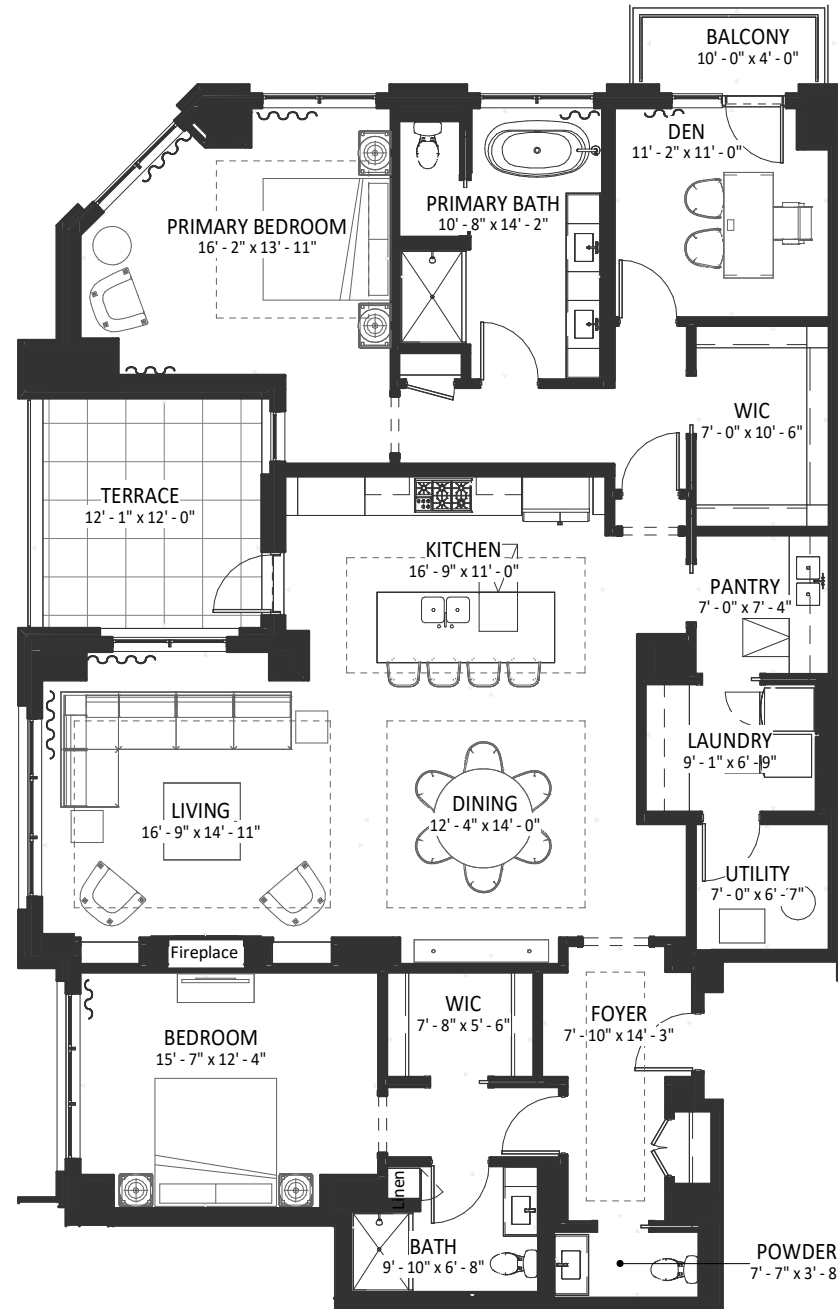 BALCONY
10' - 0" x 4' - 0"
DEN
11' - 2" x 11' - 0"
PRIMARY BATH
10' - 8" x 14' - 2"
PRIMARY BEDROOM
16' - 2" x 13' - 11"
WIC
7' - 0" x 10' - 6"
TERRACE
12' - 1" x 12' - 0"
KITCHEN
16' - 9" x 11' - 0"
PANTRY
7' - 0" x 7' - 4"
LAUNDRY
9' - 1" x 6' - 9"
LIVING
16' - 9" x 14' - 11"
DINING
12' - 4" x 14' - 0"
UTILITY
7' - 0" x 6' - 7"
Fireplace
WIC
7' - 8" x 5' - 6"
FOYER
7' - 10" x 14' - 3"
BEDROOM
15' - 7" x 12' - 4"
Linen
BATH
9' - 10" x 6' - 8"
POWDER
7' - 7" x 3' - 8